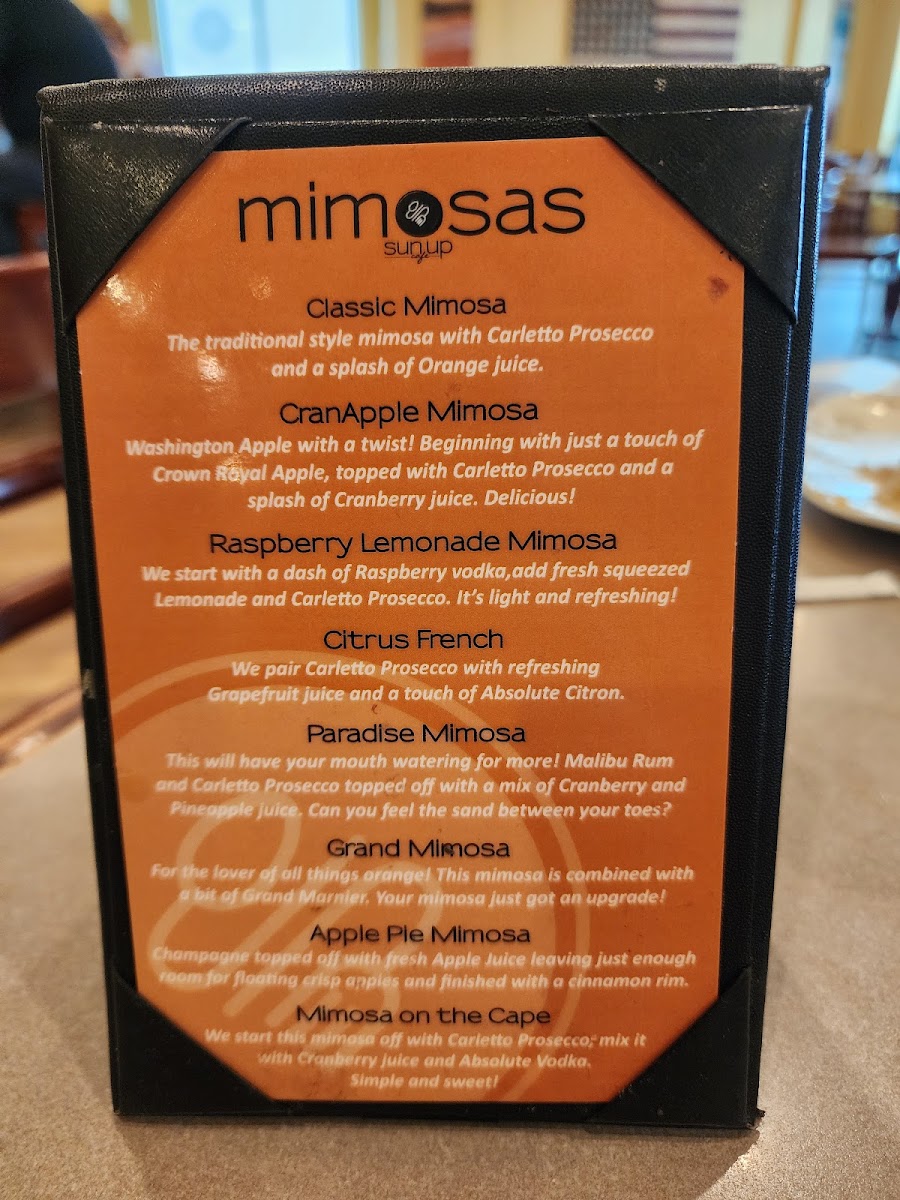 mimosas
sunup
cafe
Classic Mimosa
The traditional style mimosa with Carletto Prosecco
and a splash of Orange juice.
CranApple Mimosa
Washington Apple with a twist! Beginning with just a touch of
Crown Royal Apple, topped with Carletto Prosecco and a
splash of Cranberry juice. Delicious!
Raspberry Lemonade Mimosa
We start with a dash of Raspberry vodka,add fresh squeezed
Lemonade and Carletto Prosecco. It's light and refreshing!
Citrus French
We pair Carletto Prosecco with refreshing
Grapefruit juice and a touch of Absolute Citron.
Paradise Mimosa
This will have your mouth watering for more! Malibu Rum
and Carletto Prosecco topped off with a mix of Cranberry and
Pineapple juice. Can you feel the sand between your toes?
Grand Mimosa
For the lover of all things orange! This mimosa is combined with
a bit of Grand Marnier. Your mimosa just got an upgrade!
Apple Pie Mimosa
Champagne topped off with fresh Apple Juice leaving just enough
room for floating crisp apples and finished with a cinnamon rim.
Mimosa on the Cape
We start this mimosa off with Carletto Prosecco, mix it
with Cranberry juice and Absolute Vodka.
Simple and sweet!